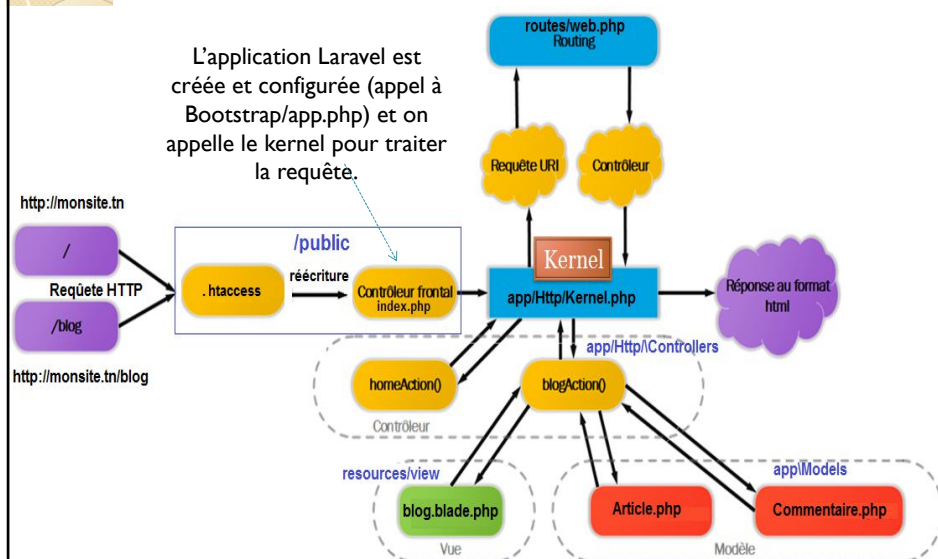 routes/web.php
Routing
L'application Laravel est
créée et configurée (appel à
Bootstrap/app.php) et on
appelle le kernel pour traiter
la requête.
Requête URI
Contrôleur
http://monsite.tn
/
Reqûete HTTP
/blog
http://monsite.tn/blog
/public
.htaccess
réécriture
Contrôleur frontal
index.php
Kernel
app/Http/Kernel.php
Réponse au format
html
app/Http/\Controllers
homeAction()
blogAction()
Contrôleur
resources/view
app\Models
blog.blade.php
Article.php
Commentaire.php
Vue
Modèle